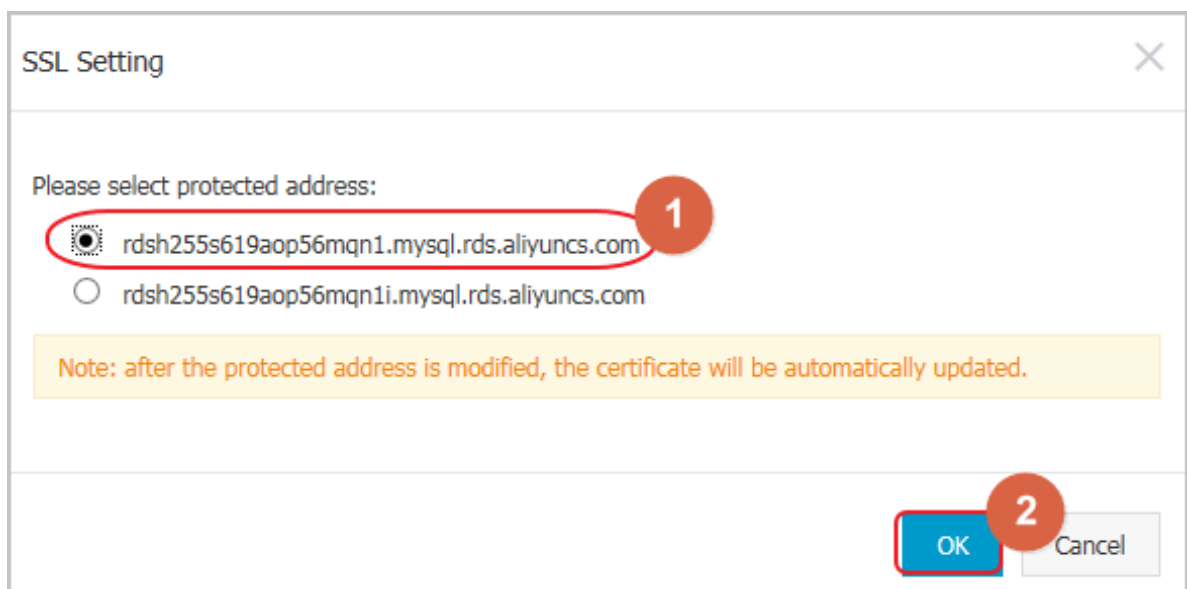 SSL Setting
Please select protected address:
1
rdsh255s619aop56mqn1.mysql.rds.aliyuncs.com
rdsh255s619aop56mqn1i.mysql.rds.aliyuncs.com
Note: after the protected address is modified, the certificate will be automatically updated.
2
OK Cancel